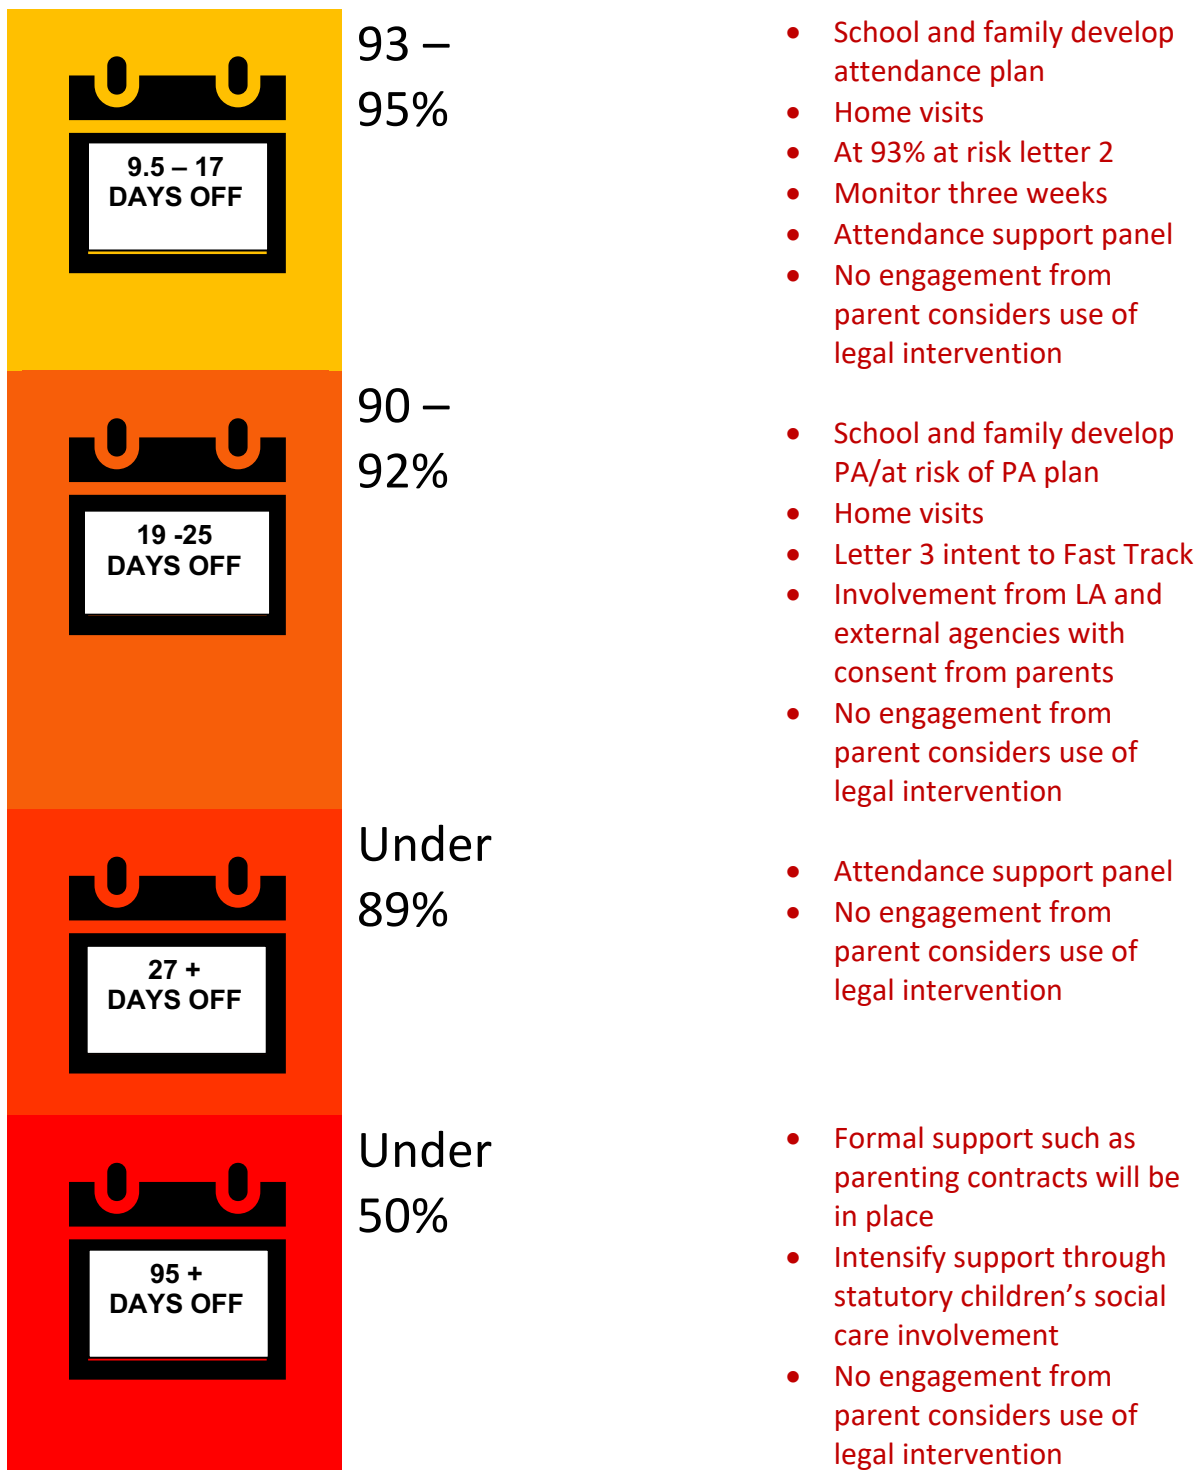 93 –
95%
9.5 – 17
DAYS OFF
• School and family develop
attendance plan
• Home visits
• At 93% at risk letter 2
• Monitor three weeks
• Attendance support panel
• No engagement from
parent considers use of
legal intervention
90 –
92%
19 -25
DAYS OFF
• School and family develop
PA/at risk of PA plan
• Home visits
• Letter 3 intent to Fast Track
• Involvement from LA and
external agencies with
consent from parents
• No engagement from
parent considers use of
legal intervention
Under
89%
27 +
DAYS OFF
• Attendance support panel
• No engagement from
parent considers use of
legal intervention
Under
50%
95 +
DAYS OFF
• Formal support such as
parenting contracts will be
in place
• Intensify support through
statutory children’s social
care involvement
• No engagement from
parent considers use of
legal intervention